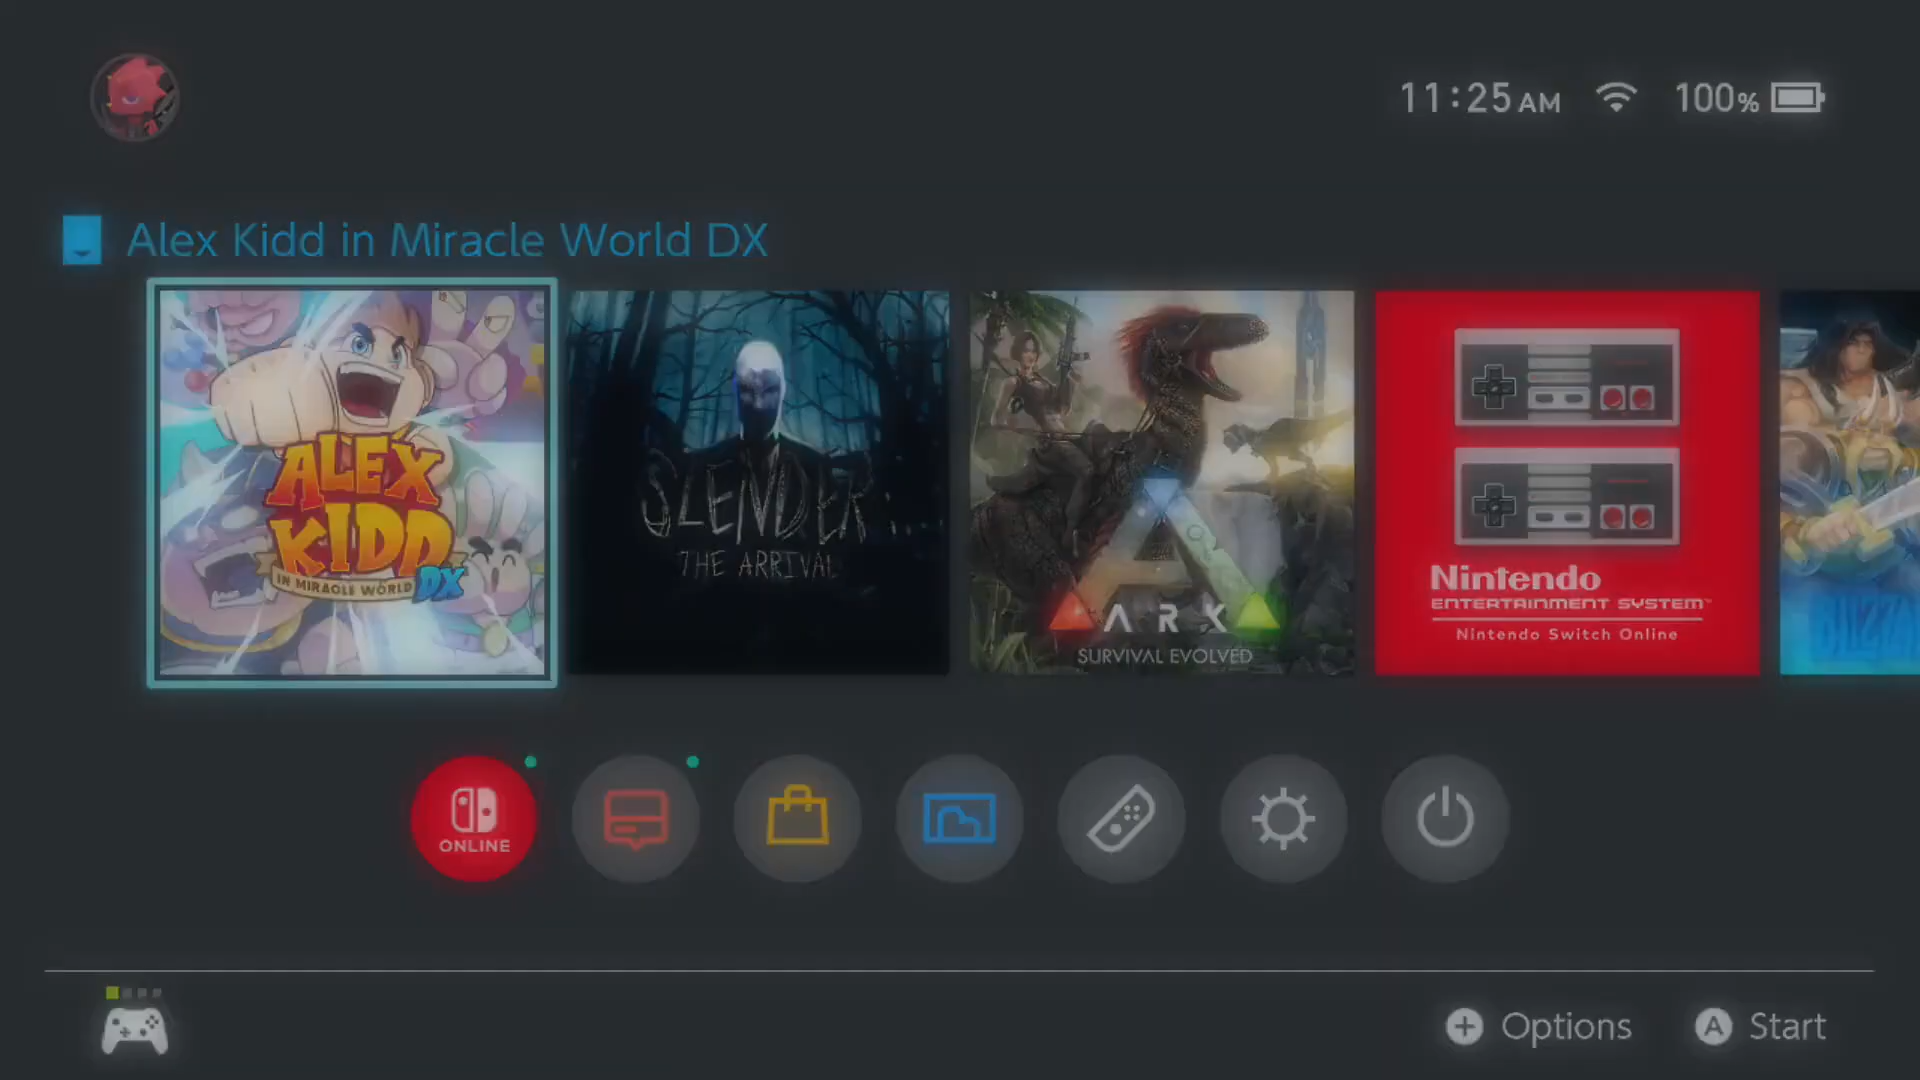 11:25 AM 100%
Alex Kidd in Miracle World DX
ALEX
KIDD
IN MIRACLE WORLD DX
SLENDER:
THE ARRIVAL
ARK
SURVIVAL EVOLVED
Nintendo
ENTERTAINMENT SYSTEM™
Nintendo Switch Online
ONLINE
+ Options A Start